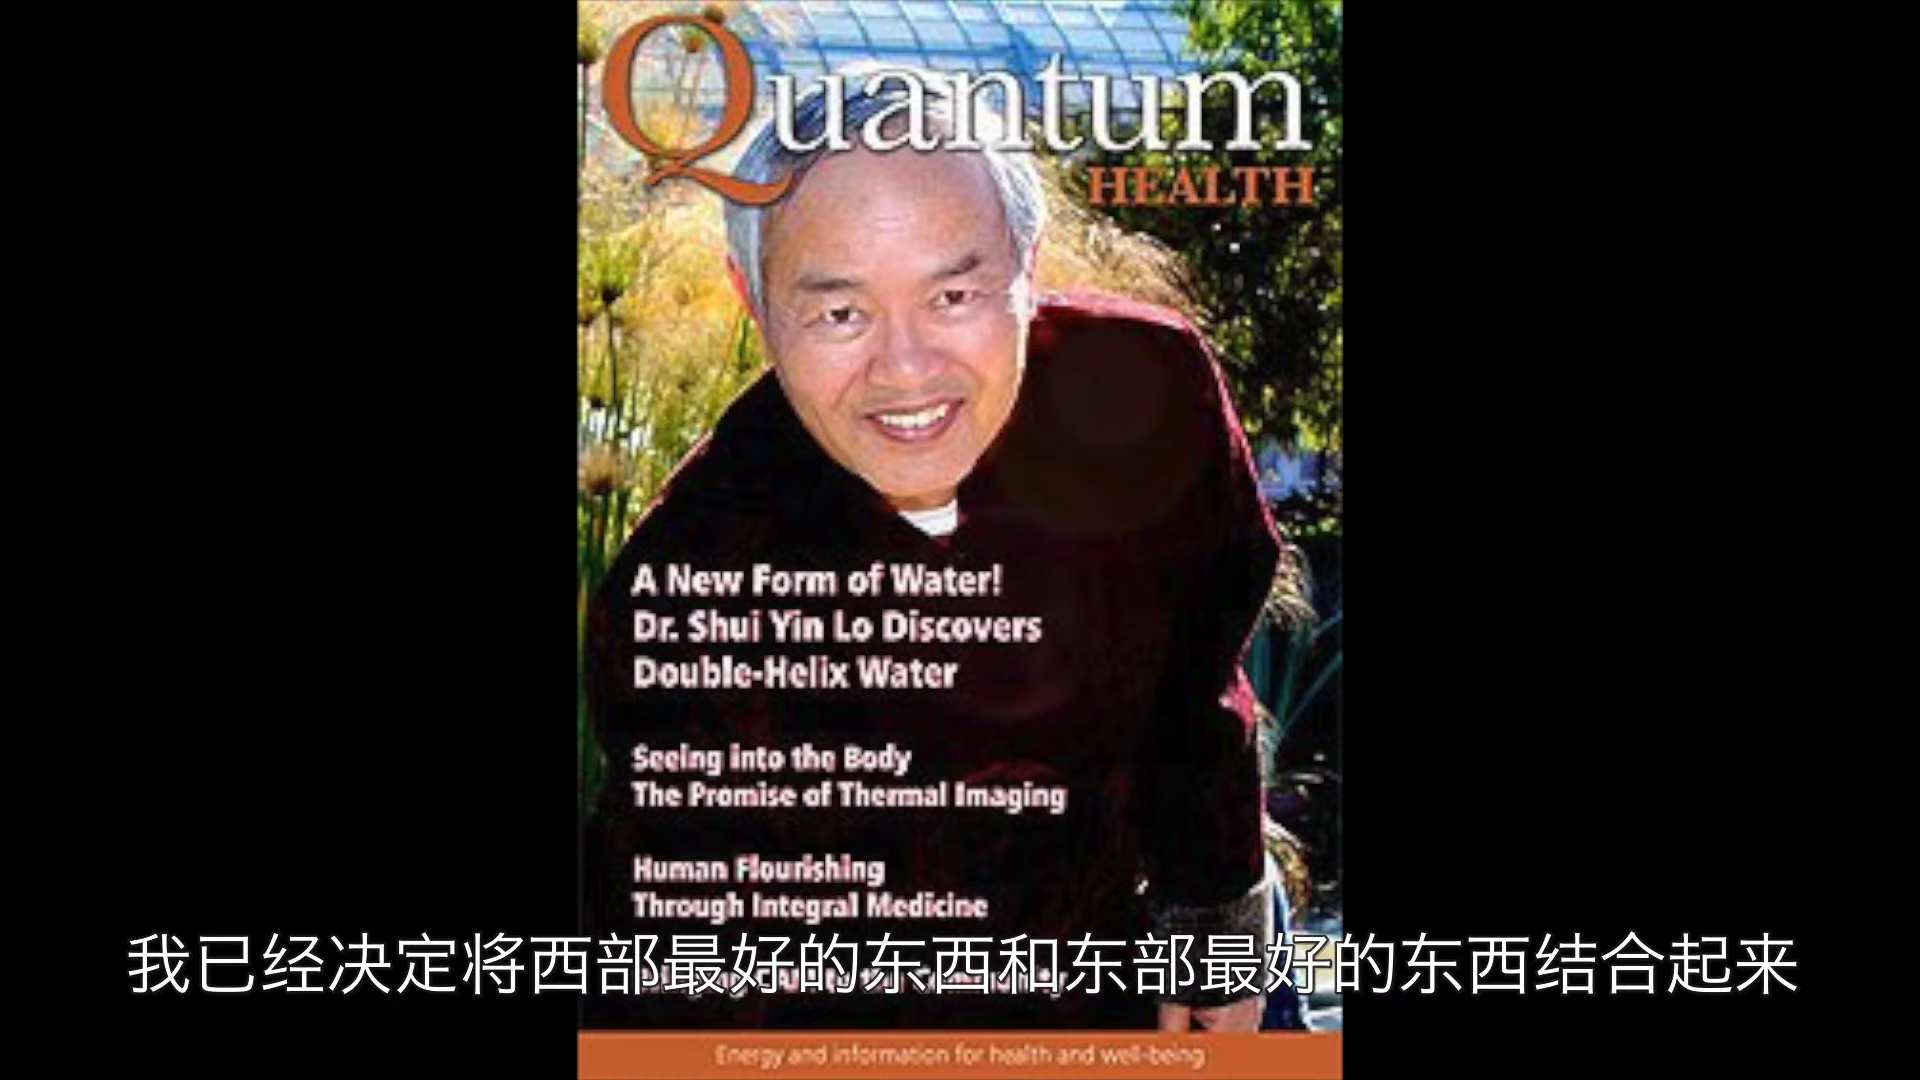 Quantum
HEALTH
A New Form of Water!
Dr. Shui Yin Lo Discovers
Double-Helix Water
Seeing into the Body
The Promise of Thermal Imaging
Human Flourishing
Through Integral Medicine
我已经决定将西部最好的东西和东部最好的东西结合起来
Energy and information for health and well-being